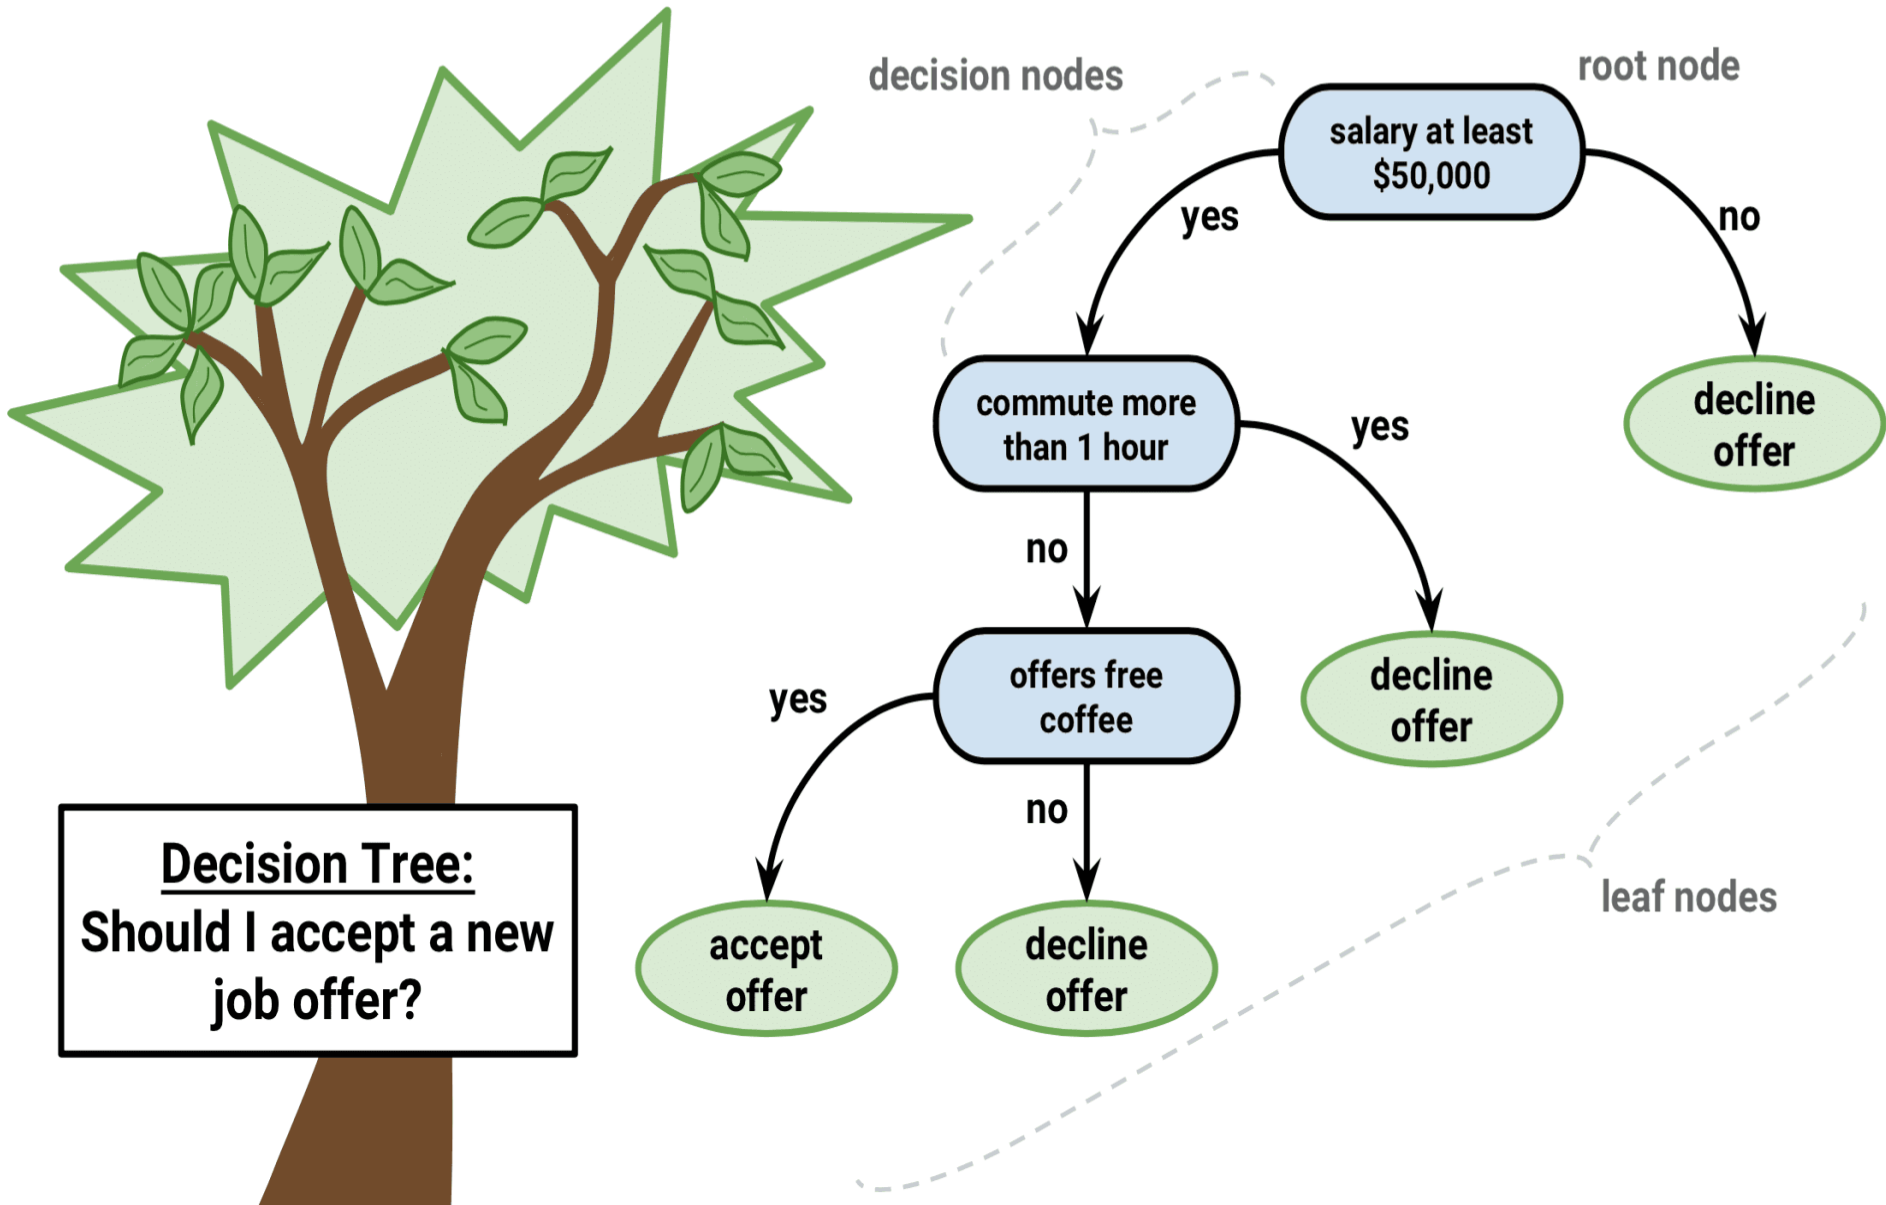 decision nodes
root node
salary at least
$50,000
yes
no
commute more
than 1 hour
yes
decline
offer
no
offers free
coffee
decline
offer
yes
no
accept
offer
decline
offer
leaf nodes
Decision Tree:
Should I accept a new
job offer?